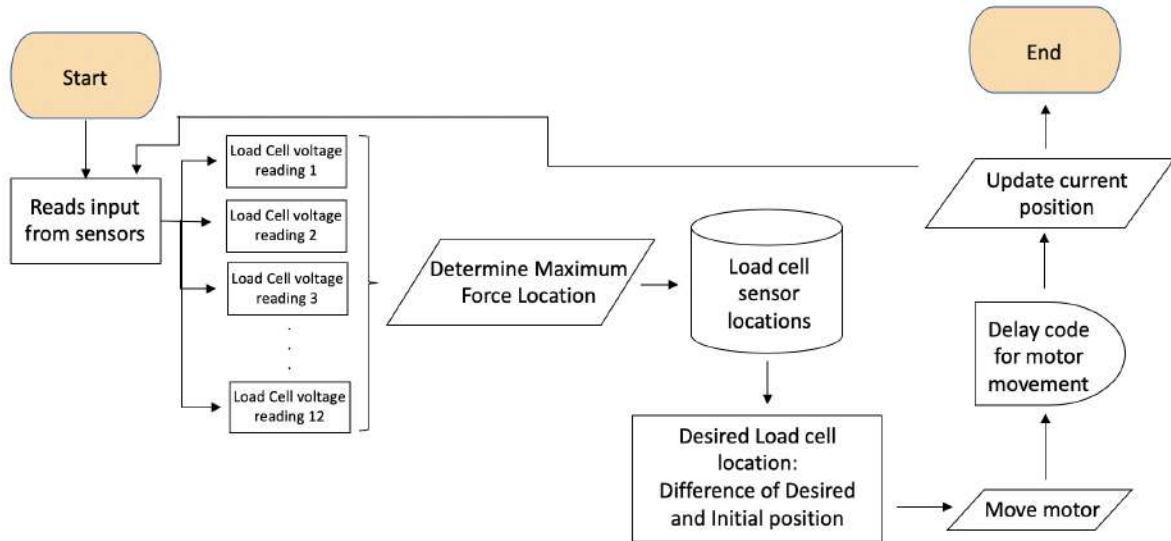 Start
Reads input
from sensors
Load Cell voltage
reading 1
Load Cell voltage
reading 2
Load Cell voltage
reading 3
.
.
.
Load Cell voltage
reading 12
Determine Maximum
Force Location
Load cell
sensor
locations
Desired Load cell
location:
Difference of Desired
and Initial position
Move motor
Delay code
for motor
movement
Update current
position
End